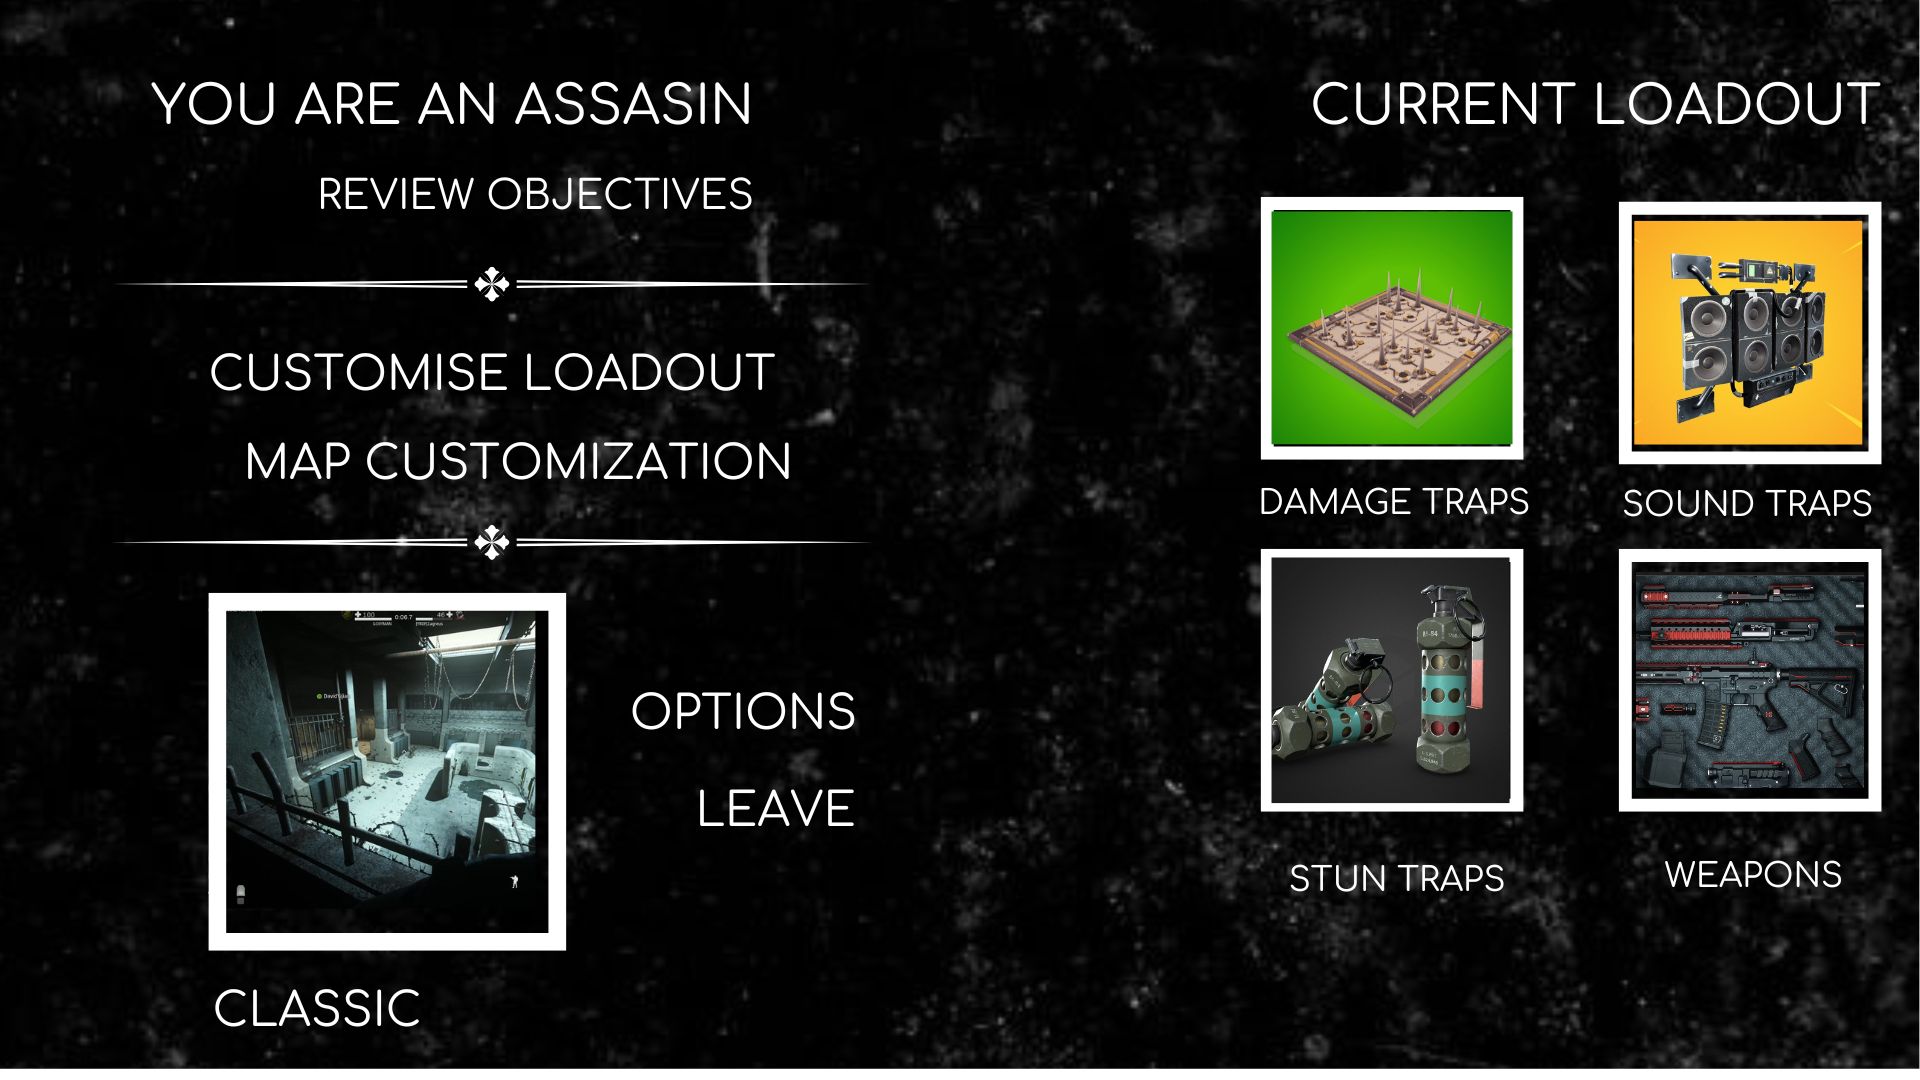 YOU ARE AN ASSASIN
REVIEW OBJECTIVES
CUSTOMISE LOADOUT
MAP CUSTOMIZATION
OPTIONS
LEAVE
CLASSIC
CURRENT LOADOUT
DAMAGE TRAPS
SOUND TRAPS
STUN TRAPS
WEAPONS